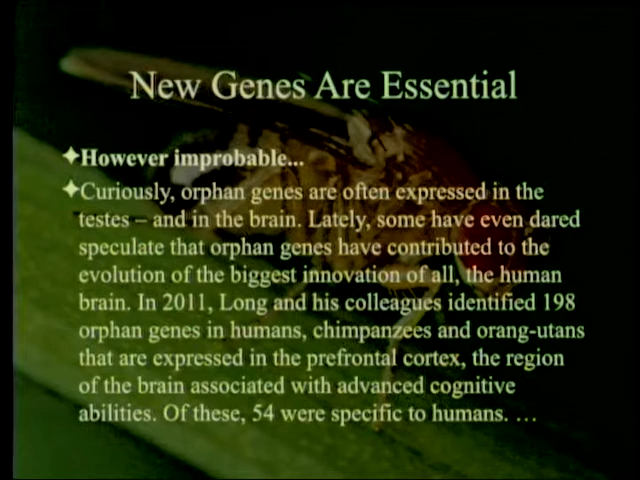 New Genes Are Essential
✦However improbable...
✦Curiously, orphan genes are often expressed in the
testes – and in the brain. Lately, some have even dared
speculate that orphan genes have contributed to the
evolution of the biggest innovation of all, the human
brain. In 2011, Long and his colleagues identified 198
orphan genes in humans, chimpanzees and orang-utans
that are expressed in the prefrontal cortex, the region
of the brain associated with advanced cognitive
abilities. Of these, 54 were specific to humans. …